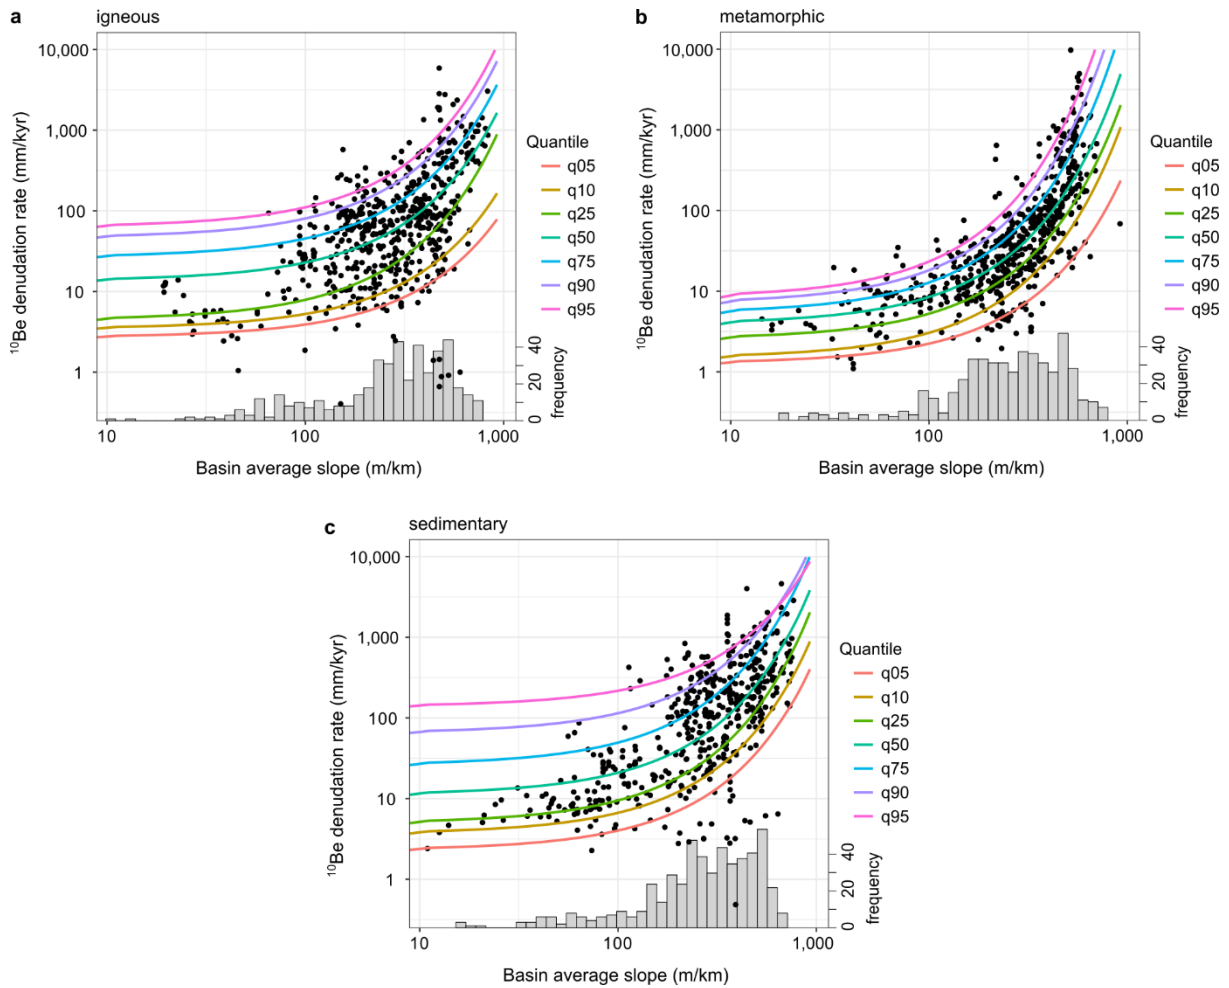 a igneous
10,000
1,000
100
10
1
¹⁰Be denudation rate (mm/kyr)
Quantile
q05
q10
q25
q50
q75
q90
q95
40
20
0
frequency
10 100 1,000
Basin average slope (m/km)
b metamorphic
10,000
1,000
100
10
1
¹⁰Be denudation rate (mm/kyr)
Quantile
q05
q10
q25
q50
q75
q90
q95
40
20
0
frequency
10 100 1,000
Basin average slope (m/km)
c sedimentary
10,000
1,000
100
10
1
¹⁰Be denudation rate (mm/kyr)
Quantile
q05
q10
q25
q50
q75
q90
q95
40
20
0
frequency
10 100 1,000
Basin average slope (m/km)